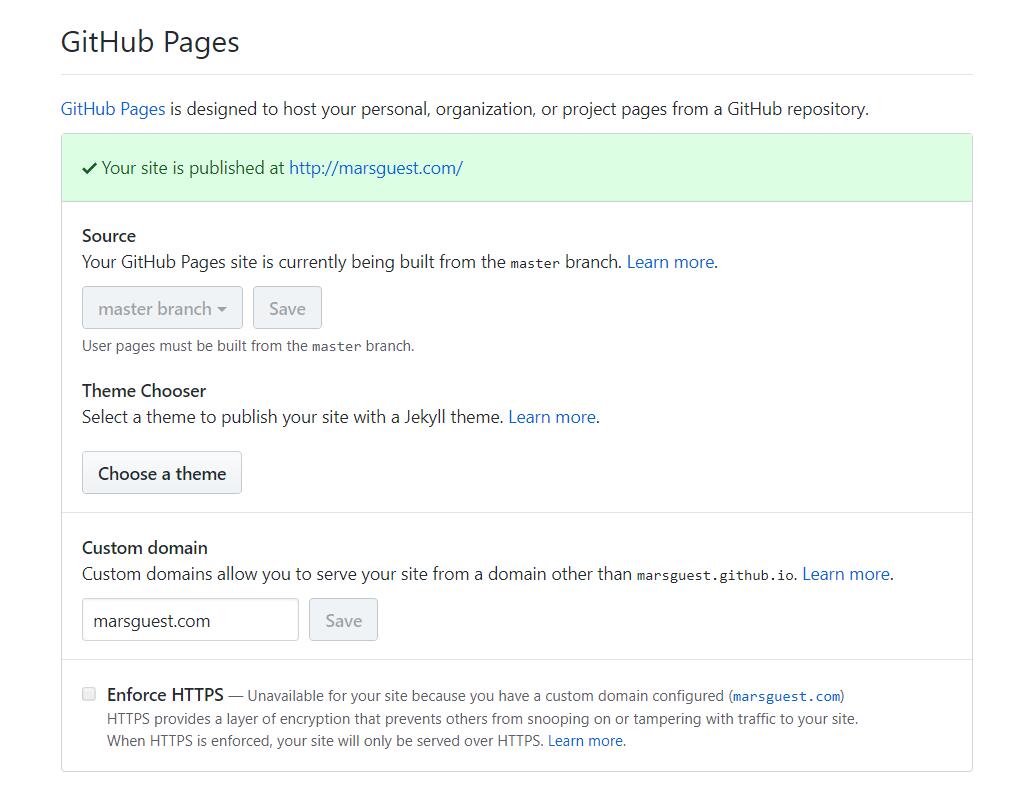 GitHub Pages
GitHub Pages is designed to host your personal, organization, or project pages from a GitHub repository.
Your site is published at http://marsguest.com/
Source
Your GitHub Pages site is currently being built from the master branch. Learn more.
master branch
Save
User pages must be built from the master branch.
Theme Chooser
Select a theme to publish your site with a Jekyll theme. Learn more.
Choose a theme
Custom domain
Custom domains allow you to serve your site from a domain other than marsguest.github.io. Learn more.
marsguest.com
Save
Enforce HTTPS — Unavailable for your site because you have a custom domain configured (marsguest.com)
HTTPS provides a layer of encryption that prevents others from snooping on or tampering with traffic to your site.
When HTTPS is enforced, your site will only be served over HTTPS. Learn more.